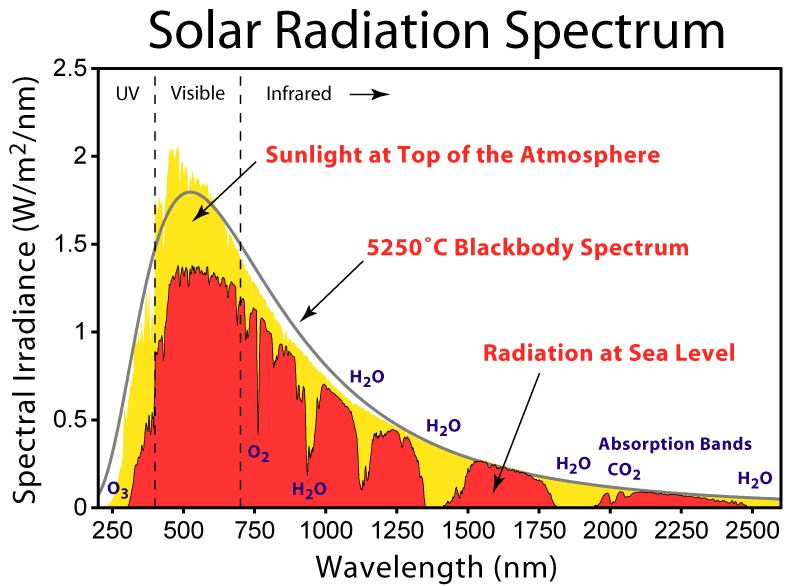 Solar Radiation Spectrum
Spectral Irradiance (W/m²/nm)
2.5
2
1.5
1
0.5
0
UV
Visible
Infrared
Sunlight at Top of the Atmosphere
5250˚C Blackbody Spectrum
Radiation at Sea Level
H₂O
H₂O
Absorption Bands
H₂O
CO₂
H₂O
O₂
O₃
H₂O
250
500
750
1000
1250
1500
1750
2000
2250
2500
Wavelength (nm)